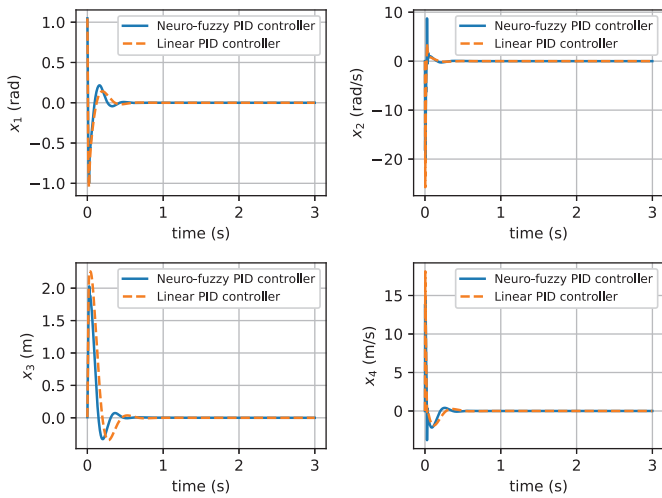 Neuro-fuzzy PID controller
Linear PID controller
1.0
0.5
0.0
−0.5
−1.0
x1 (rad)
0 1 2 3
time (s)
Neuro-fuzzy PID controller
Linear PID controller
10
0
−10
−20
x2 (rad/s)
0 1 2 3
time (s)
Neuro-fuzzy PID controller
Linear PID controller
2.0
1.5
1.0
0.5
0.0
x3 (m)
0 1 2 3
time (s)
Neuro-fuzzy PID controller
Linear PID controller
15
10
5
0
x4 (m/s)
0 1 2 3
time (s)